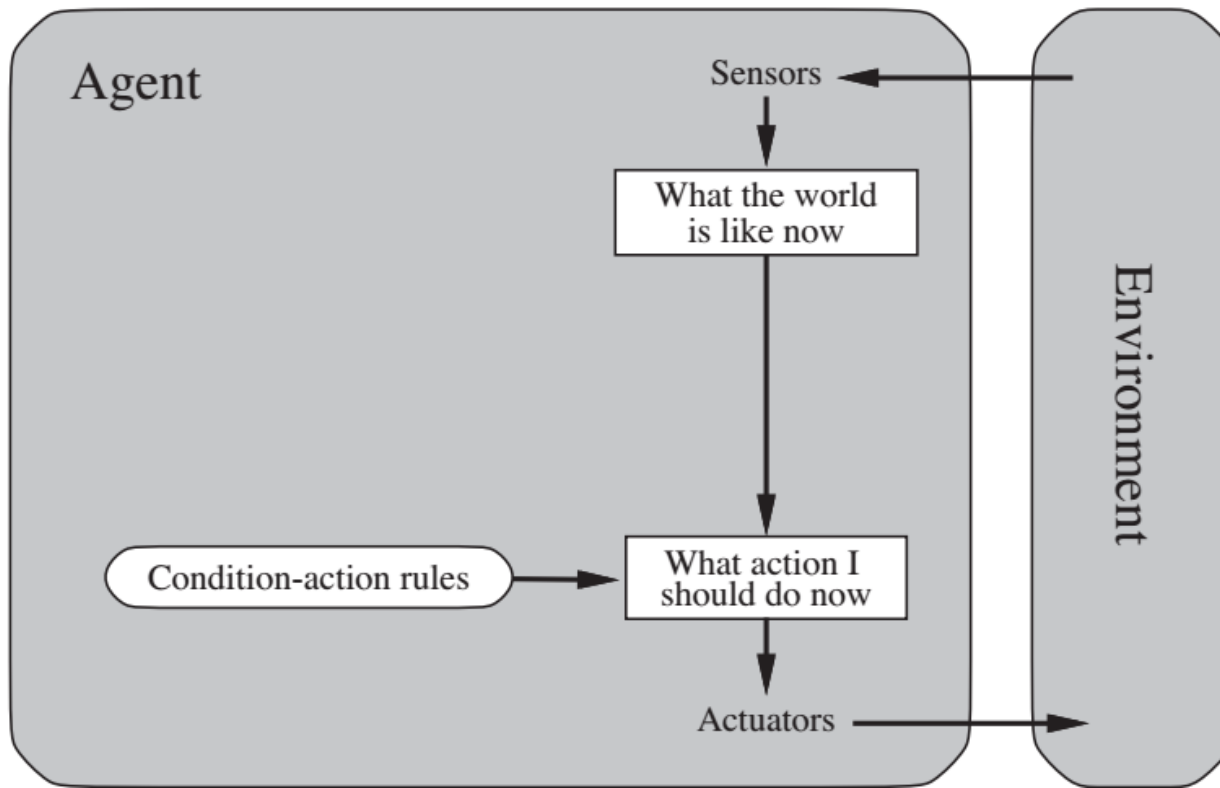 Agent
Sensors
What the world
is like now
Environment
Condition-action rules
What action I
should do now
Actuators